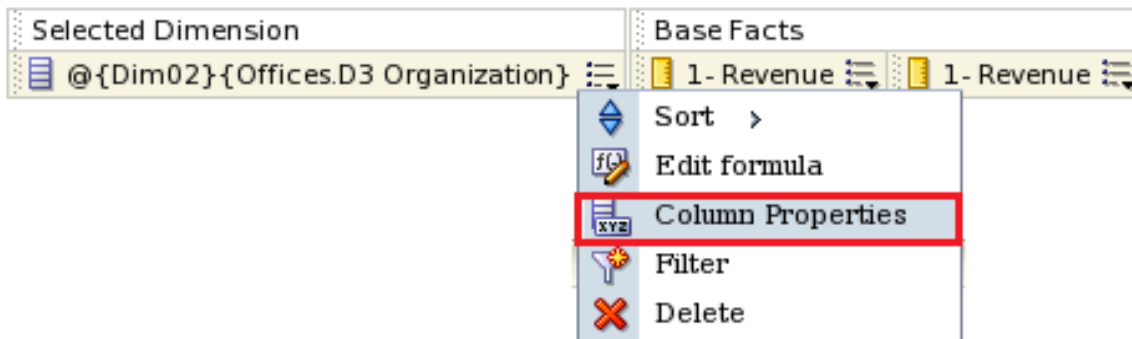 Selected Dimension Base Facts
@{Dim02}{Offices.D3 Organization} 1- Revenue 1- Revenue
Sort >
Edit formula
Column Properties
Filter
Delete